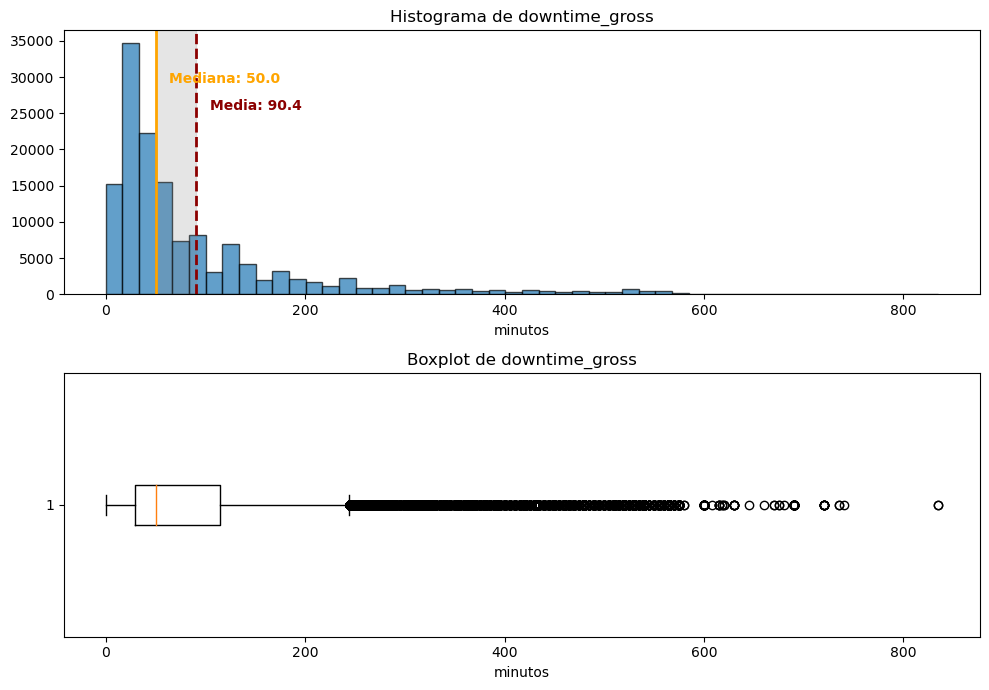 Histograma de downtime_gross
35000
30000
25000
20000
15000
10000
5000
0
Mediana: 50.0
Media: 90.4
0 200 400 600 800
minutos
Boxplot de downtime_gross
1
0 200 400 600 800
minutos